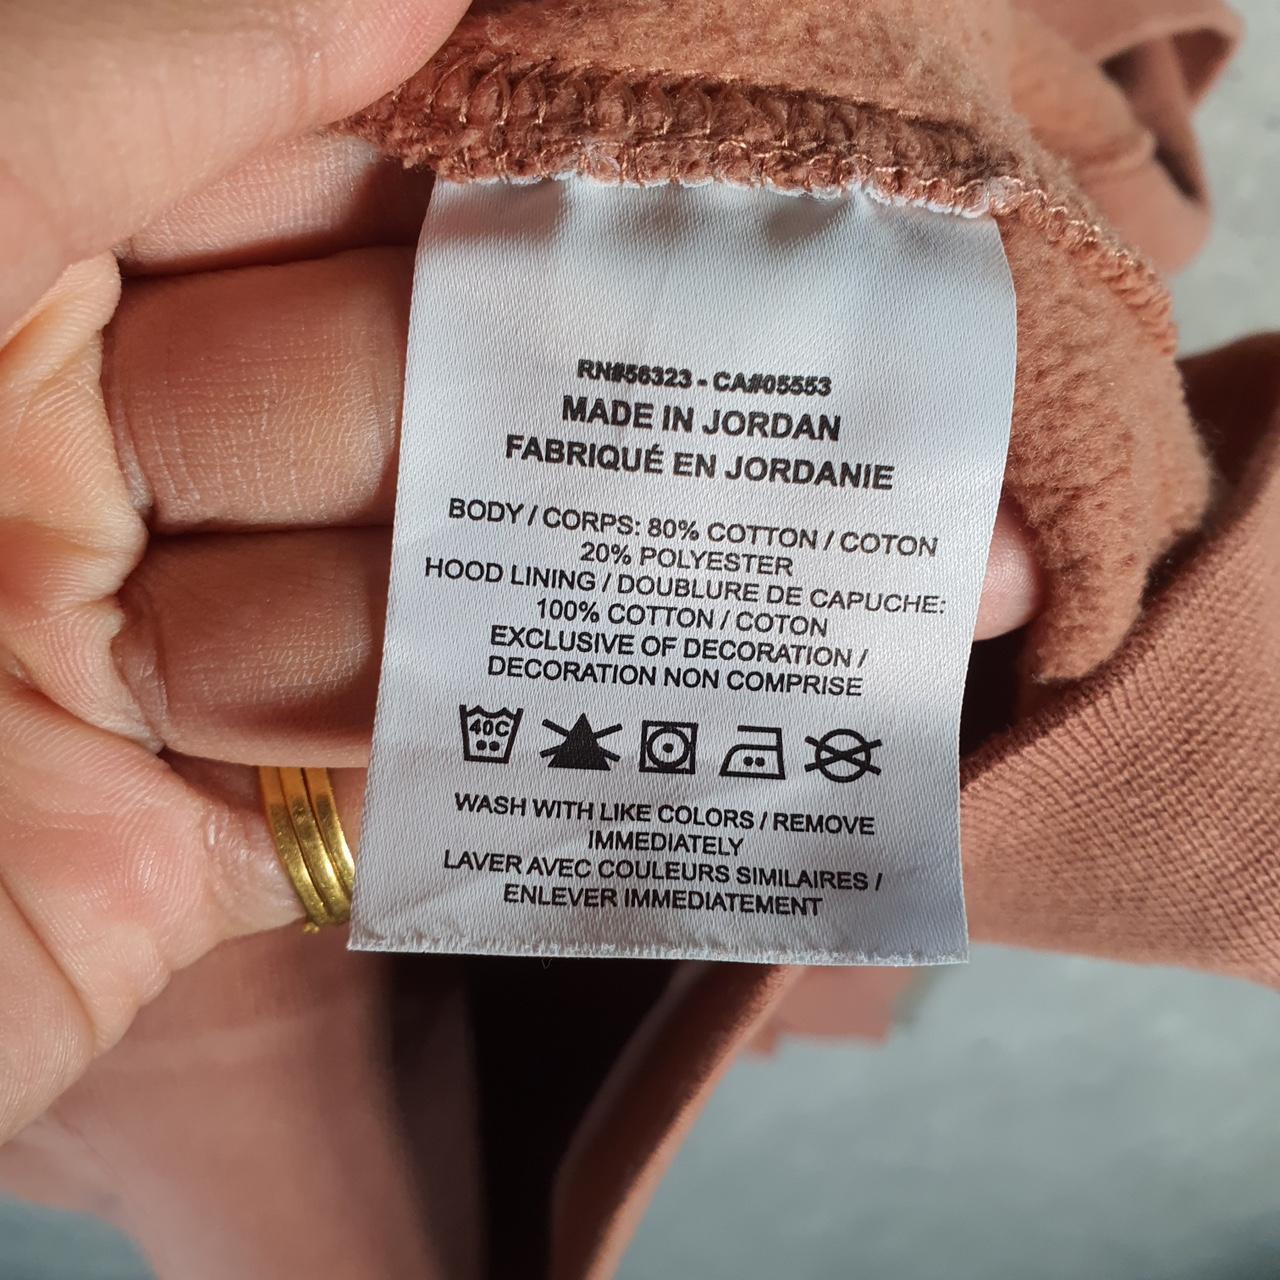 RN#56323 - CA#05553
MADE IN JORDAN
FABRIQUÉ EN JORDANIE
BODY / CORPS: 80% COTTON / COTON
20% POLYESTER
HOOD LINING / DOUBLURE DE CAPUCHE:
100% COTTON / COTON
EXCLUSIVE OF DECORATION /
DECORATION NON COMPRISE
40C
WASH WITH LIKE COLORS / REMOVE
IMMEDIATELY
LAVER AVEC COULEURS SIMILAIRES /
ENLEVER IMMEDIATEMENT